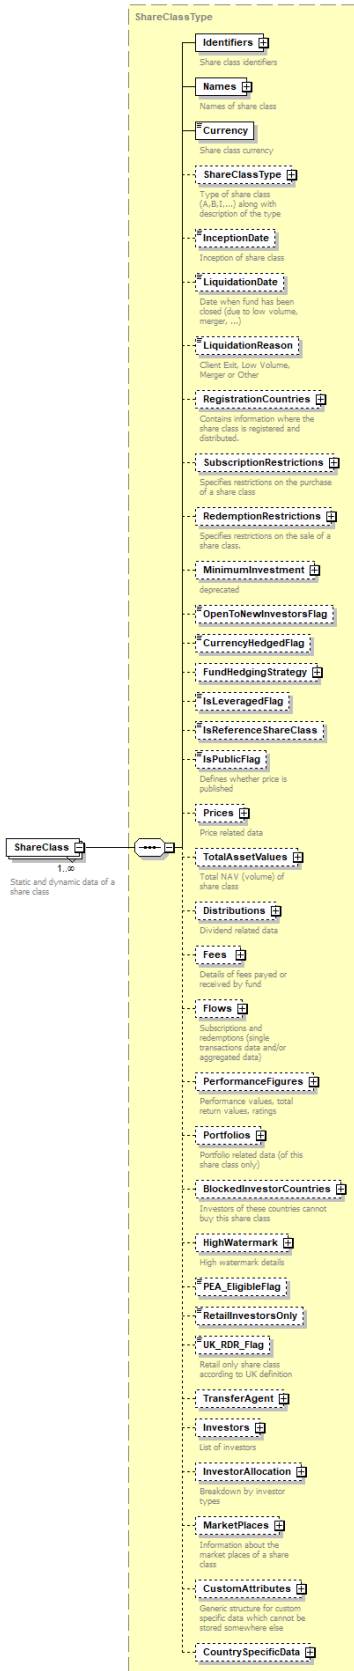 ShareClassType
Identifiers
Share class identifiers
Names
Names of share class
Currency
Share class currency
ShareClassType
Type of share class
(A,B,I,...) along with
description of the type
InceptionDate
Inception of share class
LiquidationDate
Date when fund has been
closed (due to low volume,
merger, ...)
LiquidationReason
Client Exit, Low Volume,
Merger or Other
RegistrationCountries
Contains information where the
share class is registered and
distributed.
SubscriptionRestrictions
Specifies restrictions on the purchase
of a share class
RedemptionRestrictions
Specifies restrictions on the sale of a
share class.
MinimumInvestment
deprecated
OpenToNewInvestorsFlag
CurrencyHedgedFlag
FundHedgingStrategy
IsLeveragedFlag
IsReferenceShareClass
IsPublicFlag
Defines whether price is
published
Prices
Price related data
ShareClass
1..∞
Static and dynamic data of a
share class
TotalAssetValues
Total NAV (volume) of
share class
Distributions
Dividend related data
Fees
Details of fees payed or
received by fund
Flows
Subscriptions and
redemptions (single
transactions data and/or
aggregated data)
PerformanceFigures
Performance values, total
return values, ratings
Portfolios
Portfolio related data (of this
share class only)
BlockedInvestorCountries
Investors of these countries cannot
buy this share class
HighWatermark
High watermark details
PEA_EligibleFlag
RetailInvestorsOnly
UK_RDR_Flag
Retail only share class
according to UK definition
TransferAgent
Investors
List of investors
InvestorAllocation
Breakdown by investor
types
MarketPlaces
Information about the
market places of a share
class
CustomAttributes
Generic structure for custom
specific data which cannot be
stored somewhere else
CountrySpecificData